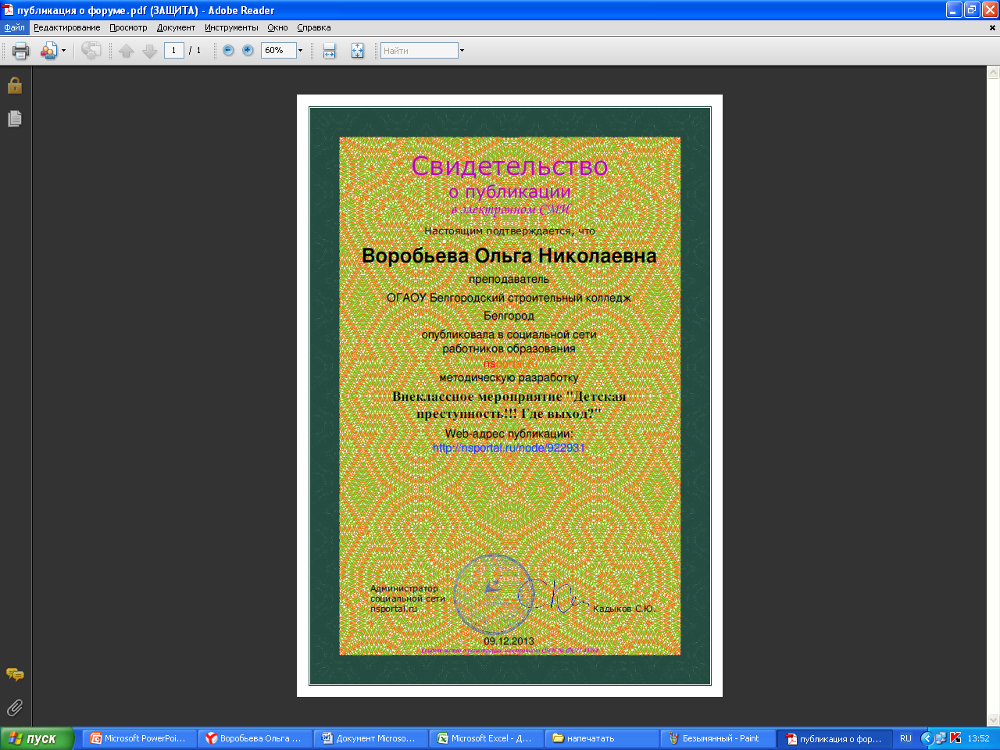 публикация о форуме.pdf (ЗАЩИТА) - Adobe Reader
Файл Редактирование Просмотр Документ Инструменты Окно Справка
1 / 1 60% Найти
Свидетельство
о публикации
в электронном СМИ
Настоящим подтверждается, что
Воробьева Ольга Николаевна
преподаватель
ОГАОУ Белгородский строительный колледж
Белгород
опубликовала в социальной сети
работников образования
nsportal.ru
методическую разработку
Внеклассное мероприятие "Детская
преступность!!! Где выход?"
Web-адрес публикации:
http://nsportal.ru/node/922931
Администратор
социальной сети
nsportal.ru
Кадыков С.Ю.
09.12.2013
пуск Microsoft PowerPoi... Воробьева Ольга ... Документ Microso... Microsoft Excel - Д... напечатать Безымянный - Paint публикация о фор... RU 13:52